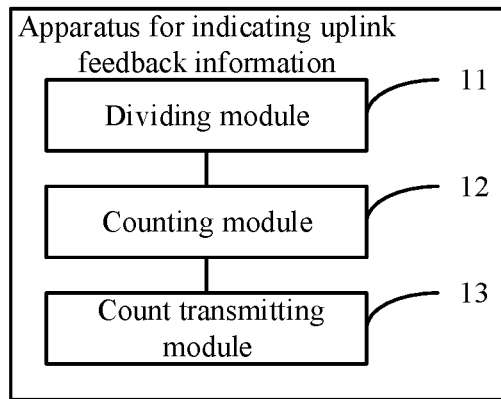 Apparatus for indicating uplink
feedback information
11
Dividing module
12
Counting module
13
Count transmitting
module